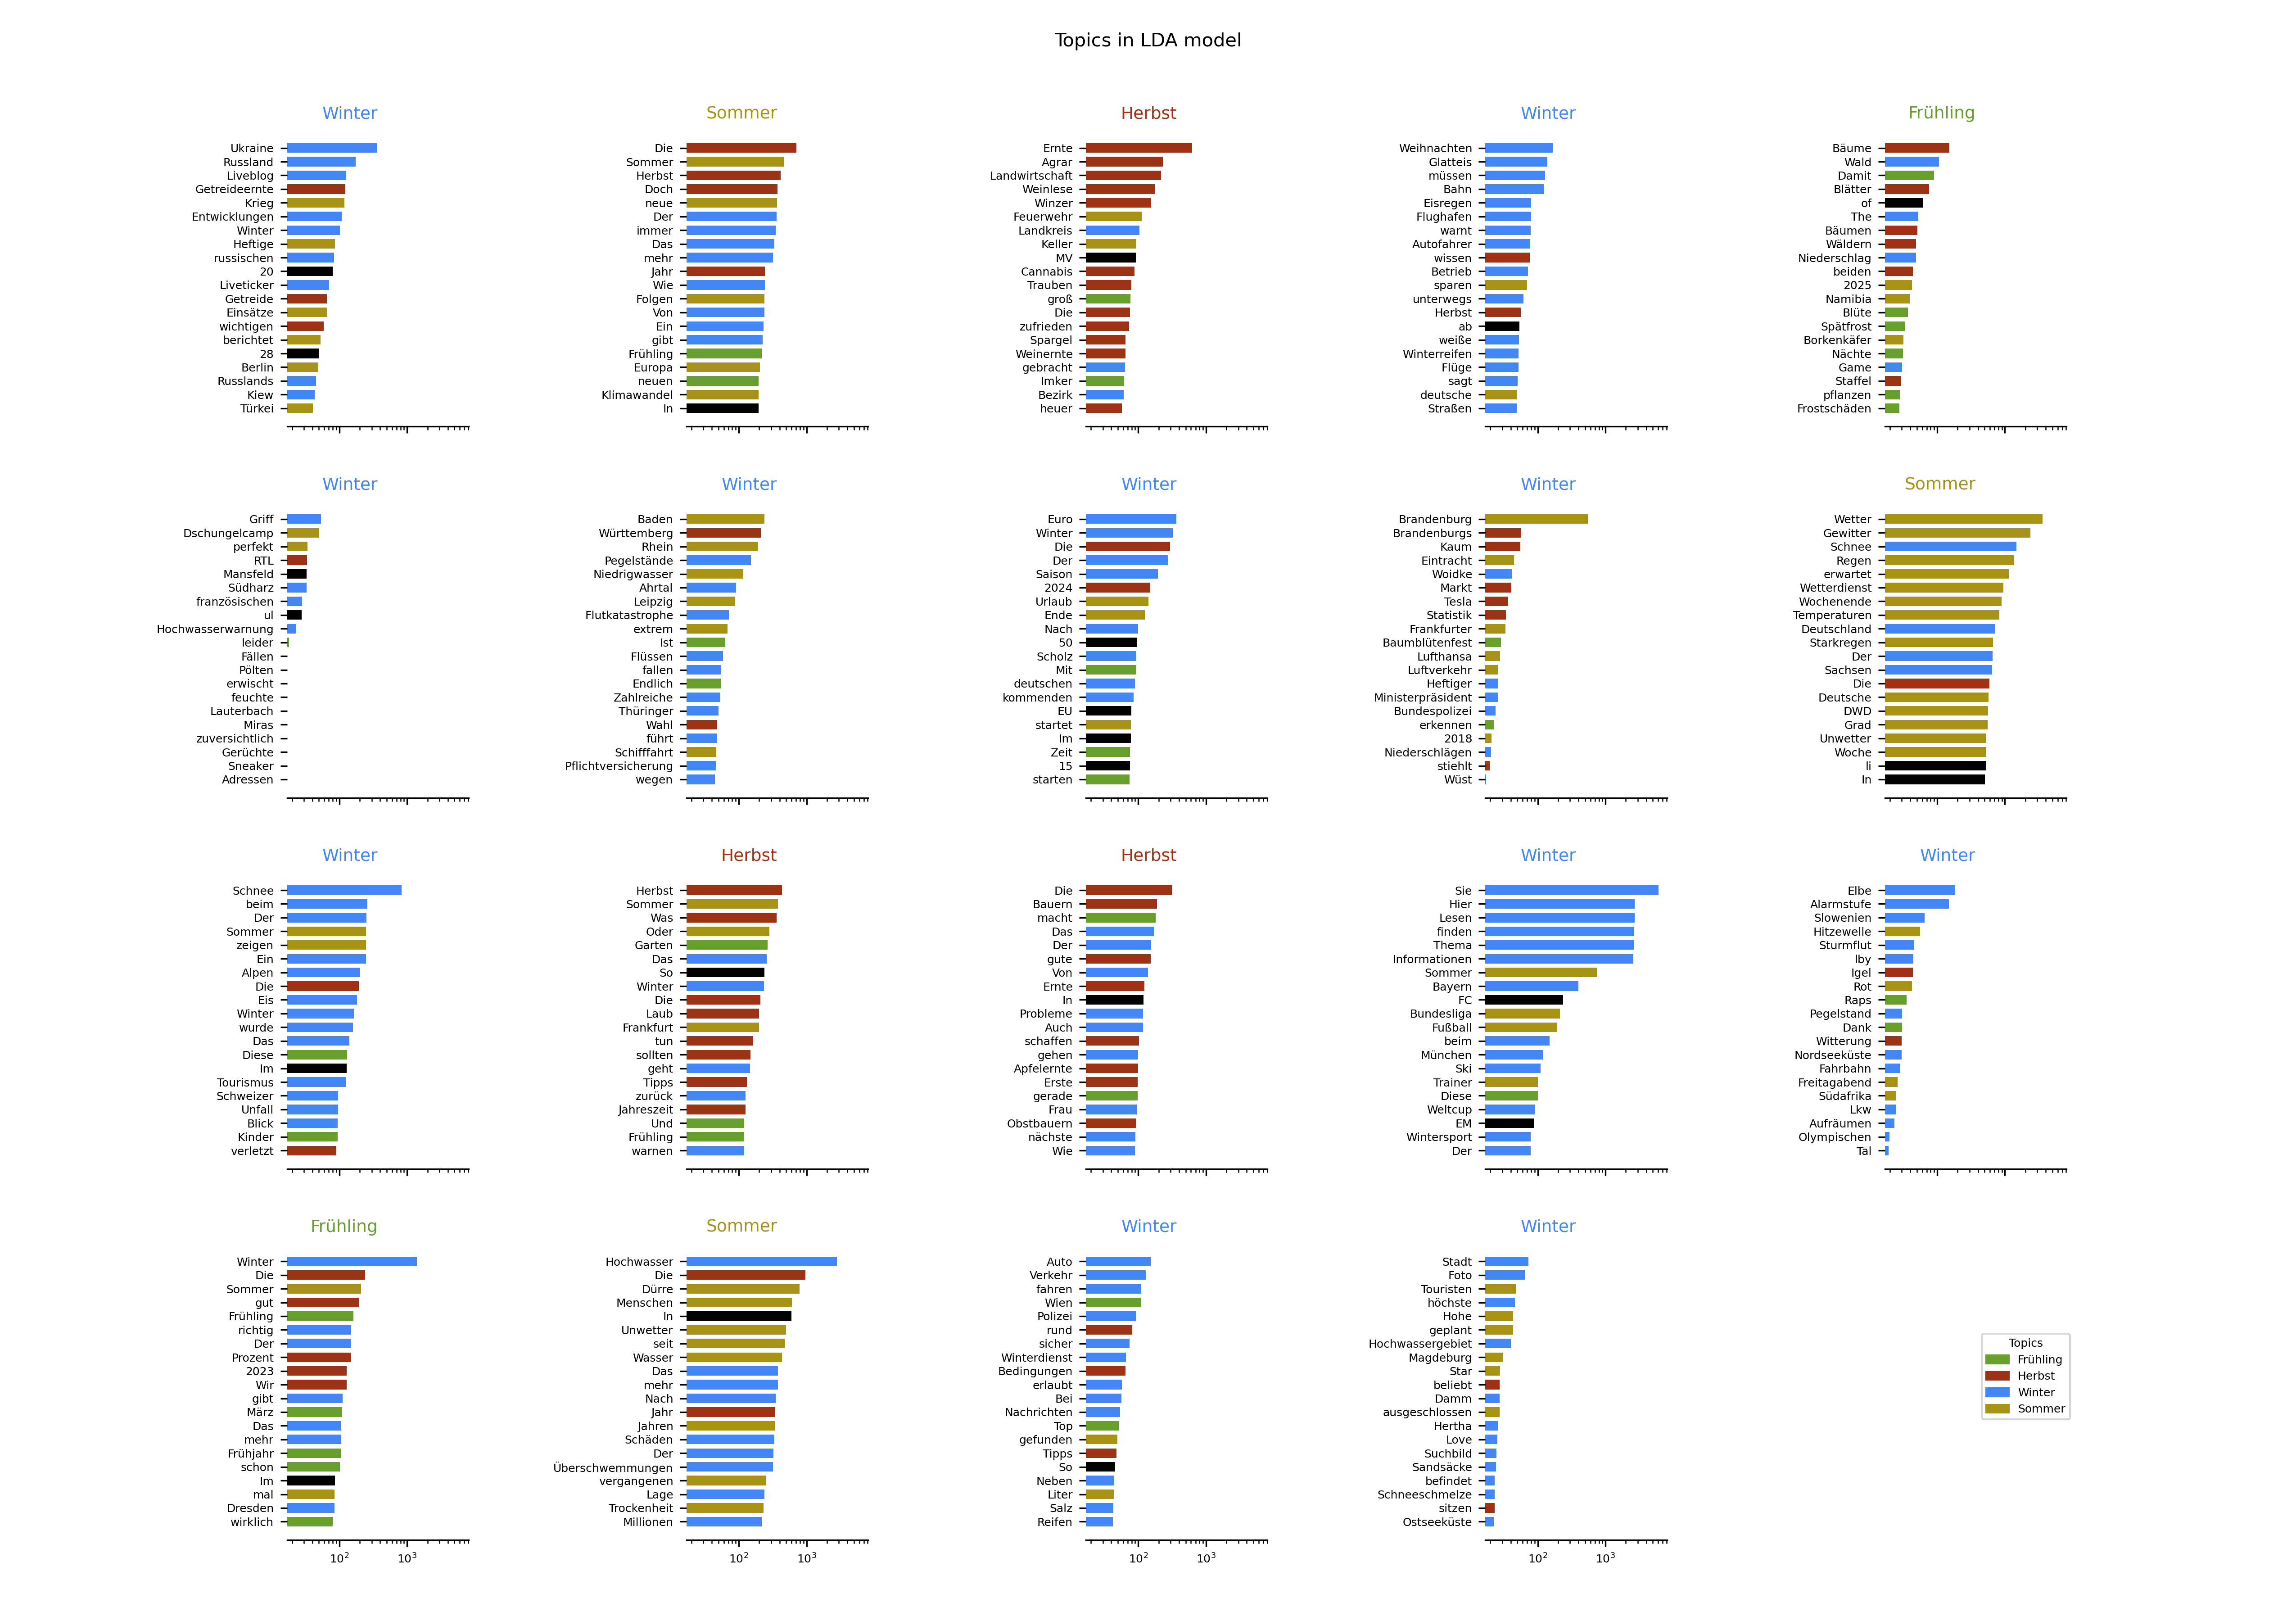 Topics in LDA model
Winter
Ukraine
Russland
Liveblog
Getreideernte
Krieg
Entwicklungen
Winter
Heftige
russischen
20
Liveticker
Getreide
Einsätze
wichtigen
berichtet
28
Berlin
Russlands
Kiew
Türkei
Sommer
Die
Sommer
Herbst
Doch
neue
Der
immer
Das
mehr
Jahr
Wie
Folgen
Von
Ein
gibt
Frühling
Europa
neuen
Klimawandel
In
Herbst
Ernte
Agrar
Landwirtschaft
Weinlese
Winzer
Feuerwehr
Landkreis
Keller
MV
Cannabis
Trauben
groß
Die
zufrieden
Spargel
Weinernte
gebracht
Imker
Bezirk
heuer
Winter
Weihnachten
Glatteis
müssen
Bahn
Eisregen
Flughafen
warnt
Autofahrer
wissen
Betrieb
sparen
unterwegs
Herbst
ab
weiße
Winterreifen
Flüge
sagt
deutsche
Straßen
Frühling
Bäume
Wald
Damit
Blätter
of
The
Bäumen
Wäldern
Niederschlag
beiden
2025
Namibia
Blüte
Spätfrost
Borkenkäfer
Nächte
Game
Staffel
pflanzen
Frostschäden
Winter
Griff
Dschungelcamp
perfekt
RTL
Mansfeld
Südharz
französischen
ul
Hochwasserwarnung
leider
Fällen
Pölten
erwischt
feuchte
Lauterbach
Miras
zuversichtlich
Gerüchte
Sneaker
Adressen
Winter
Baden
Württemberg
Rhein
Pegelstände
Niedrigwasser
Ahrtal
Leipzig
Flutkatastrophe
extrem
Ist
Flüssen
fallen
Endlich
Zahlreiche
Thüringer
Wahl
führt
Schifffahrt
Pflichtversicherung
wegen
Winter
Euro
Winter
Die
Der
Saison
2024
Urlaub
Ende
Nach
50
Scholz
Mit
deutschen
kommenden
EU
startet
Im
Zeit
15
starten
Winter
Brandenburg
Brandenburgs
Kaum
Eintracht
Woidke
Markt
Tesla
Statistik
Frankfurter
Baumblütenfest
Lufthansa
Luftverkehr
Heftiger
Ministerpräsident
Bundespolizei
erkennen
2018
Niederschlägen
stiehlt
Wüst
Sommer
Wetter
Gewitter
Schnee
Regen
erwartet
Wetterdienst
Wochenende
Temperaturen
Deutschland
Starkregen
Der
Sachsen
Die
Deutsche
DWD
Grad
Unwetter
Woche
li
In
Winter
Schnee
beim
Der
Sommer
zeigen
Ein
Alpen
Die
Eis
Winter
wurde
Das
Diese
Im
Tourismus
Schweizer
Unfall
Blick
Kinder
verletzt
Herbst
Herbst
Sommer
Was
Oder
Garten
Das
So
Winter
Die
Laub
Frankfurt
tun
sollten
geht
Tipps
zurück
Jahreszeit
Und
Frühling
warnen
Herbst
Die
Bauern
macht
Das
Der
gute
Von
Ernte
In
Probleme
Auch
schaffen
gehen
Apfelernte
Erste
gerade
Frau
Obstbauern
nächste
Wie
Winter
Sie
Hier
Lesen
finden
Thema
Informationen
Sommer
Bayern
FC
Bundesliga
Fußball
beim
München
Ski
Trainer
Diese
Weltcup
EM
Wintersport
Der
Winter
Elbe
Alarmstufe
Slowenien
Hitzewelle
Sturmflut
lby
Igel
Rot
Raps
Pegelstand
Dank
Witterung
Nordseeküste
Fahrbahn
Freitagabend
Südafrika
Lkw
Aufräumen
Olympischen
Tal
Frühling
Winter
Die
Sommer
gut
Frühling
richtig
Der
Prozent
2023
Wir
gibt
März
Das
mehr
Frühjahr
schon
Im
mal
Dresden
wirklich
10²
10³
Sommer
Hochwasser
Die
Dürre
Menschen
In
Unwetter
seit
Wasser
Das
mehr
Nach
Jahr
Jahren
Schäden
Der
Überschwemmungen
vergangenen
Lage
Trockenheit
Millionen
10²
10³
Winter
Auto
Verkehr
fahren
Wien
Polizei
rund
sicher
Winterdienst
Bedingungen
erlaubt
Bei
Nachrichten
Top
gefunden
Tipps
So
Neben
Liter
Salz
Reifen
10²
10³
Winter
Stadt
Foto
Touristen
höchste
Hohe
geplant
Hochwassergebiet
Magdeburg
Star
beliebt
Damm
ausgeschlossen
Hertha
Love
Suchbild
Sandsäcke
befindet
Schneeschmelze
sitzen
Ostseeküste
10²
10³
Topics
Frühling
Herbst
Winter
Sommer